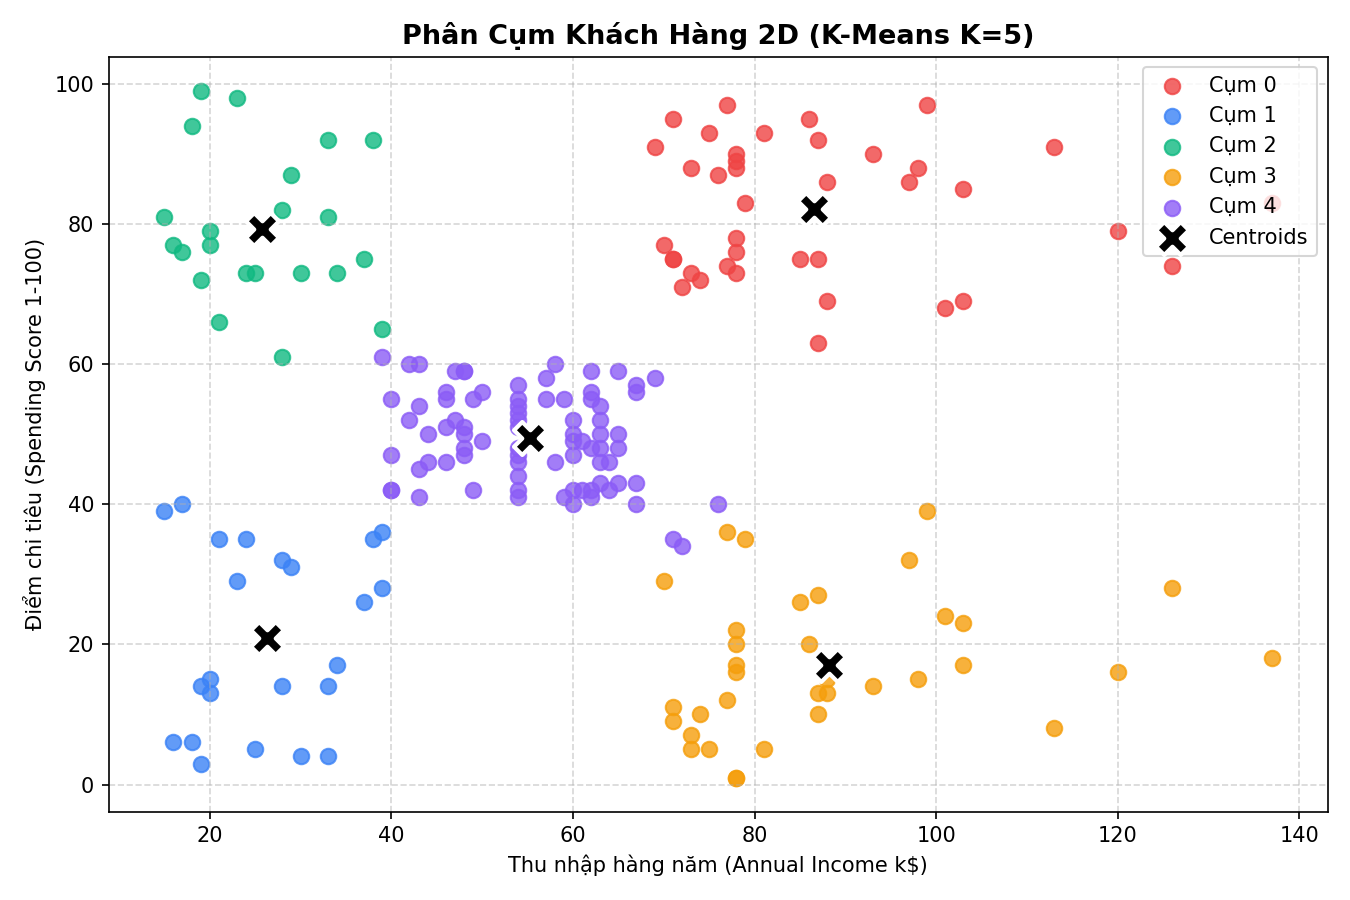 Phân Cụm Khách Hàng 2D (K-Means K=5)
Cụm 0
Cụm 1
Cụm 2
Cụm 3
Cụm 4
Centroids
Điểm chi tiêu (Spending Score 1-100)
100
80
60
40
20
0
20
40
60
80
100
120
140
Thu nhập hàng năm (Annual Income k$)